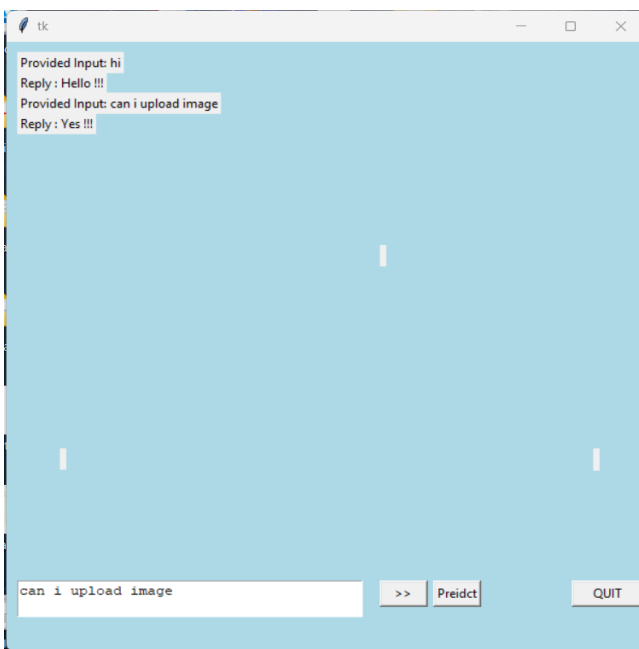 tk
Provided Input: hi
Reply : Hello !!!
Provided Input: can i upload image
Reply : Yes !!!
can i upload image
>>
Preidct
QUIT